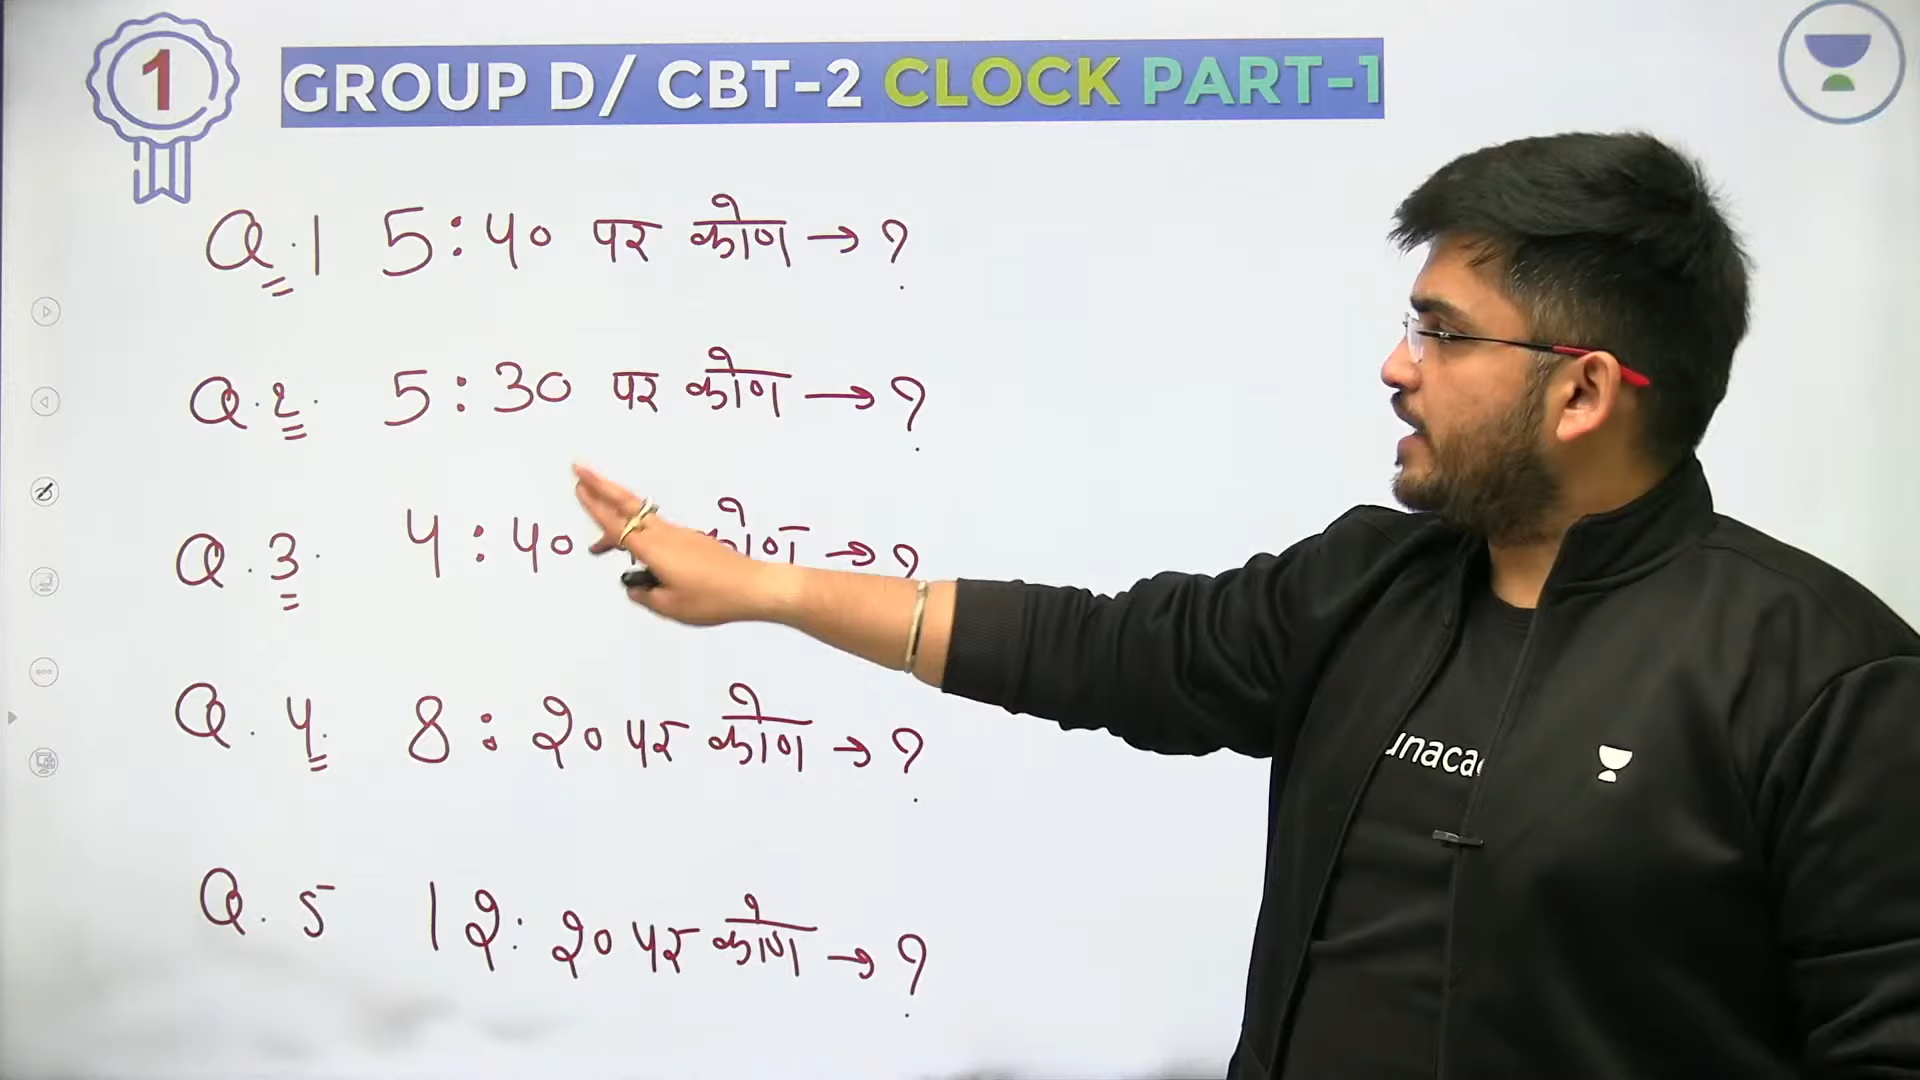 1
GROUP D/ CBT-2 CLOCK PART-1
Q.1 5:40 पर कोण → ?
Q.2. 5:30 पर कोण → ?
Q.3. 4:40 कोण → ?
Q.4. 8:20 पर कोण → ?
Q.5 12:20 पर कोण → ?
unaca